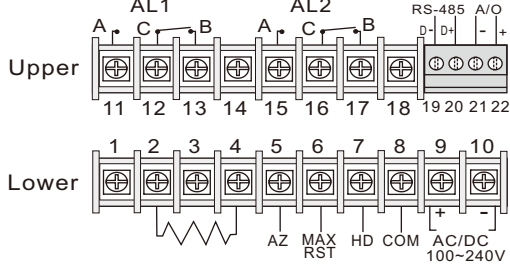 AL1 AL2 RS-485 A/O
A C B A C B D- D+ - +
Upper
11 12 13 14 15 16 17 18 19 20 21 22
1 2 3 4 5 6 7 8 9 10
Lower
+ -
AZ MAX HD COM AC/DC
RST 100~240V